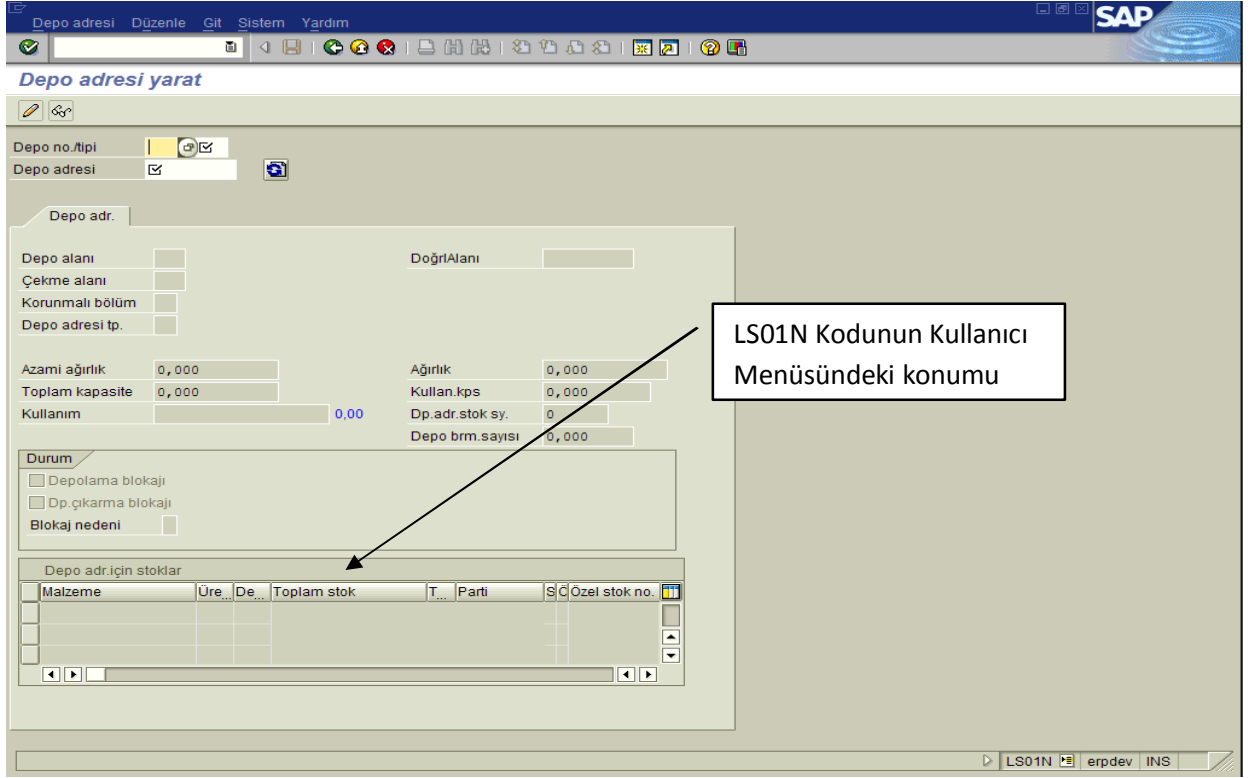 Depo adresi Düzenle Git Sistem Yardım
SAP
Depo adresi yarat
Depo no./tipi
Depo adresi
Depo adr.
Depo alanı DoğrlAlanı
Çekme alanı
Korunmalı bölüm
Depo adresi tp.
LS01N Kodunun Kullanıcı
Menüsündeki konumu
Azami ağırlık 0,000 Ağırlık 0,000
Toplam kapasite 0,000 Kullan.kps 0,000
Kullanım 0,00 Dp.adr.stok sy. 0
Depo brm.sayısı 0,000
Durum
Depolama blokajı
Dp.çıkarma blokajı
Blokaj nedeni
Depo adr.için stoklar
Malzeme Üre... De... Toplam stok T... Parti S Ö Özel stok no.
LS01N erpdev INS